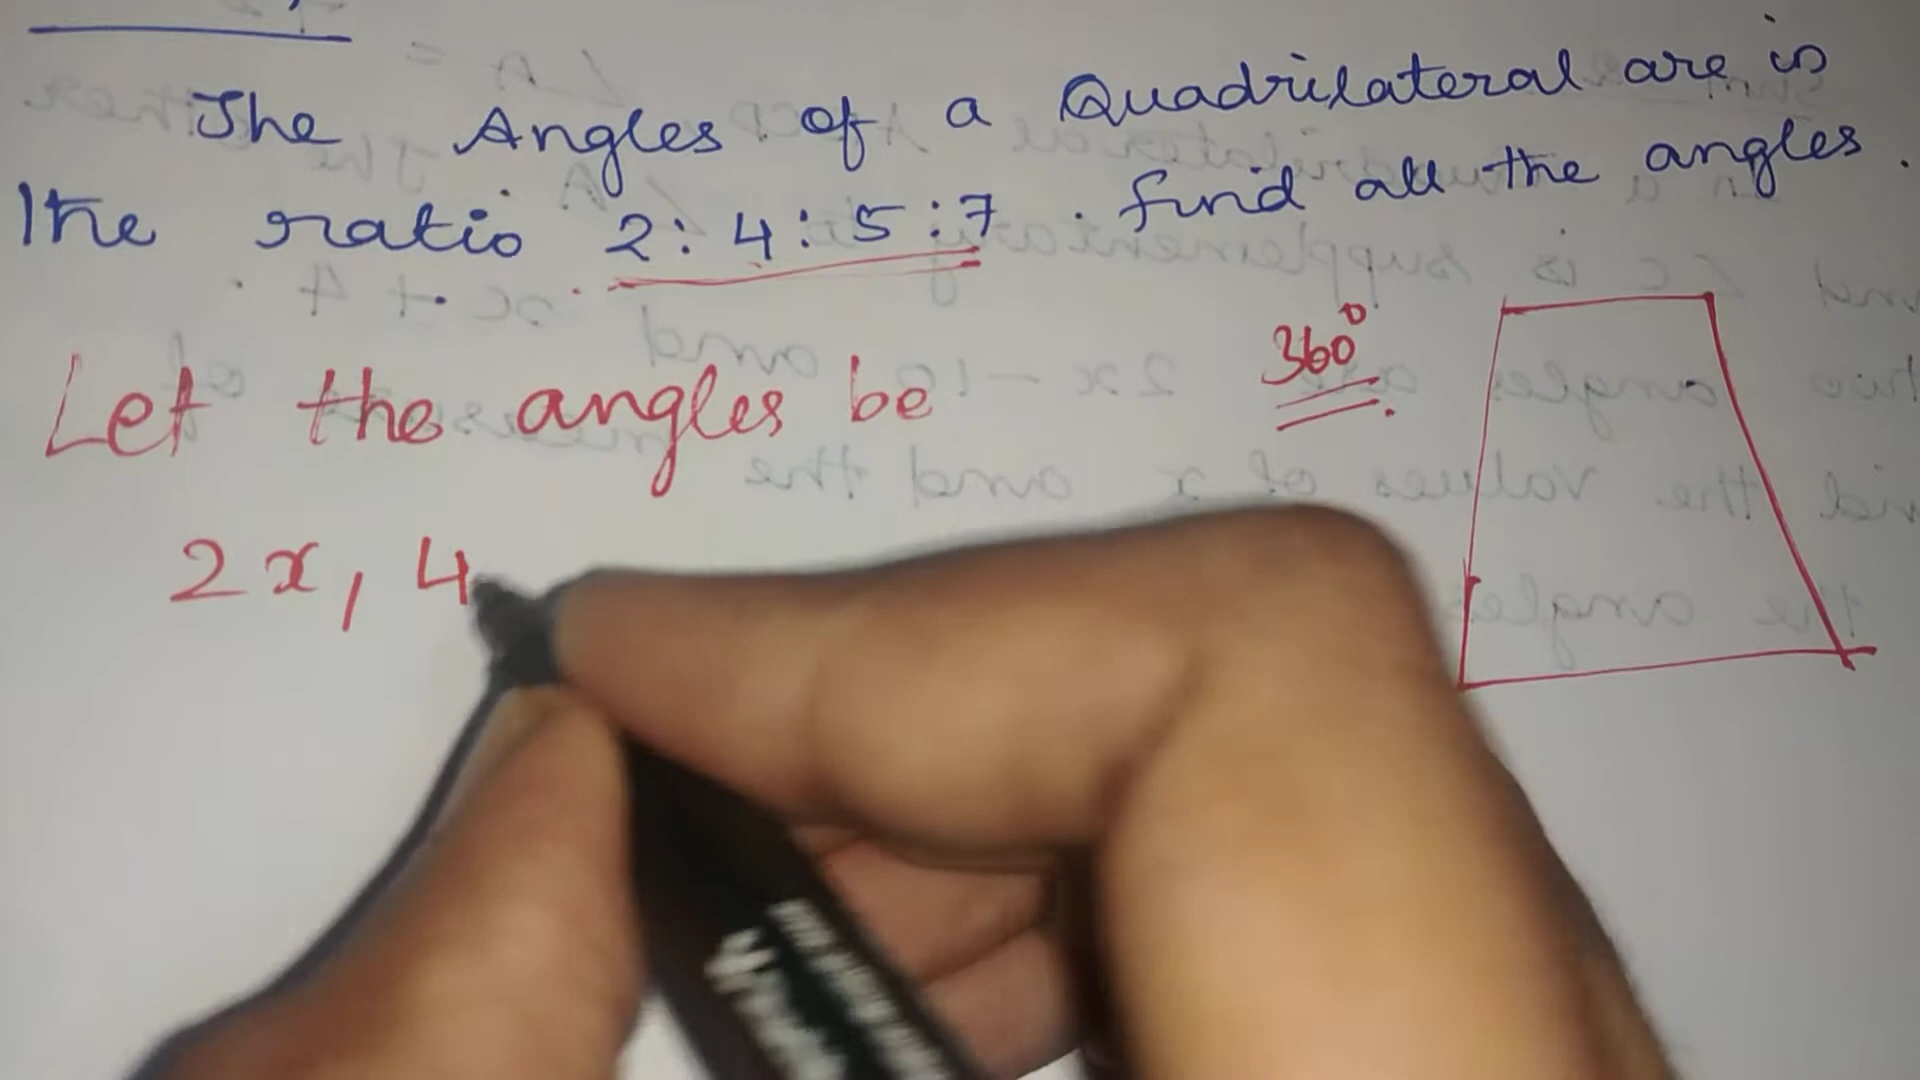 The Angles of a Quadrilateral are is
the ratio 2 : 4 : 5 : 7 . find all the angles .
Let the angles be
360°
2x, 4